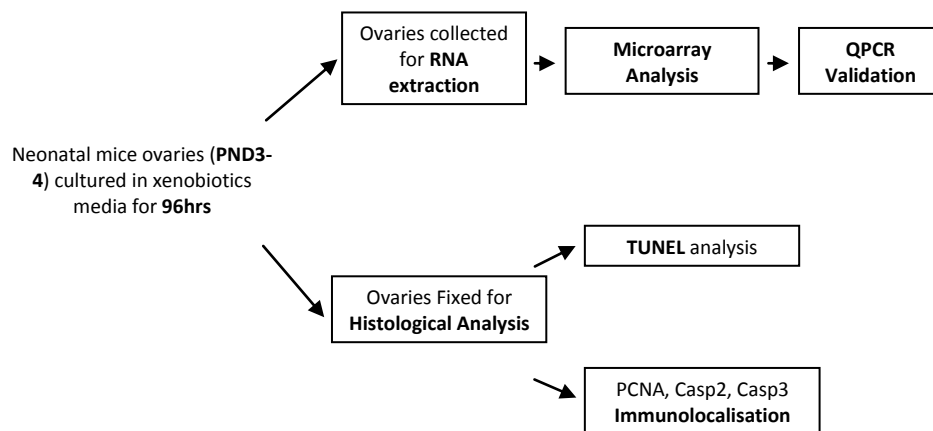 Ovaries collected
for RNA
extraction
Microarray
Analysis
QPCR
Validation
Neonatal mice ovaries (PND3-
4) cultured in xenobiotics
media for 96hrs
TUNEL analysis
Ovaries Fixed for
Histological Analysis
PCNA, Casp2, Casp3
Immunolocalisation